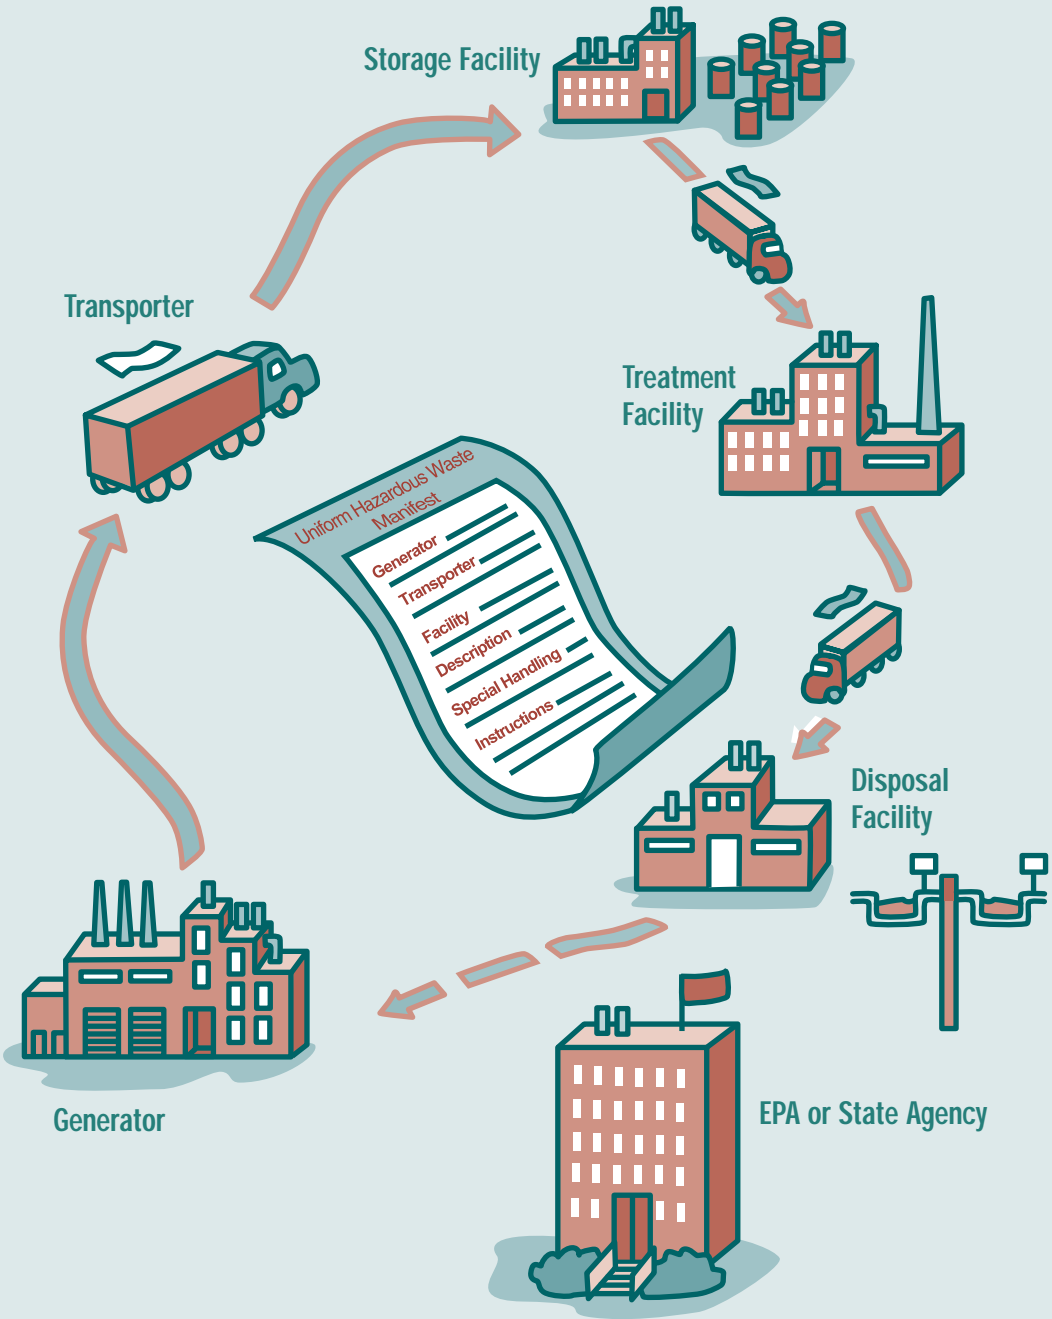 Storage Facility
Transporter
Treatment
Facility
Uniform Hazardous Waste
Manifest
Generator
Transporter
Facility
Description
Special Handling
Instructions
Disposal
Facility
Generator
EPA or State Agency